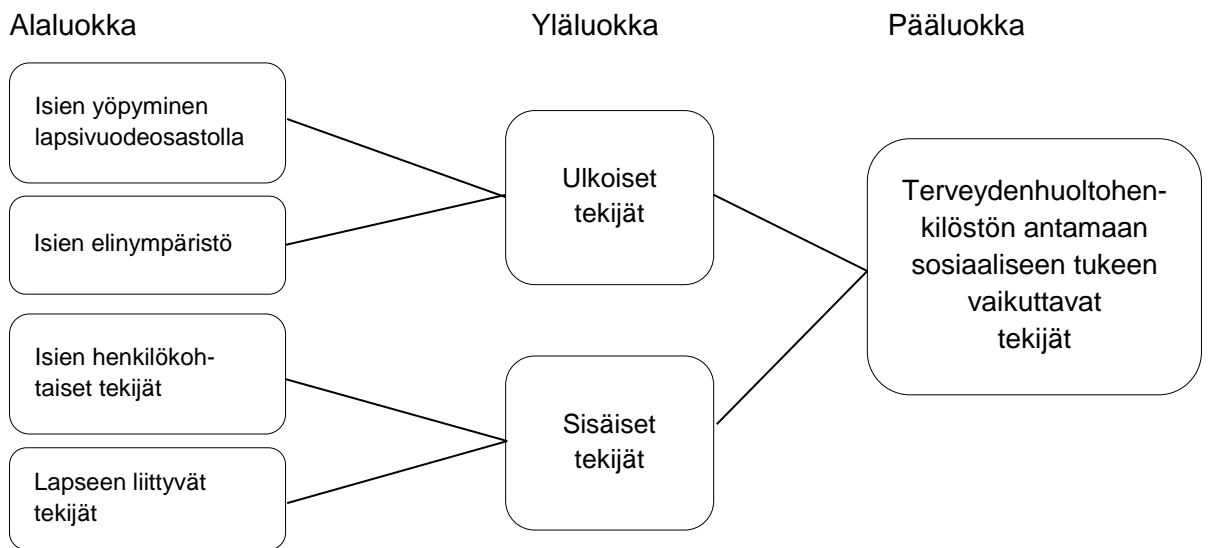 Alaluokka
Yläluokka
Pääluokka
Isien yöpyminen
lapsivuodeosastolla
Isien elinympäristö
Isien henkilökoh-
taiset tekijät
Lapseen liittyvät
tekijät
Ulkoiset
tekijät
Sisäiset
tekijät
Terveydenhuoltohen-
kilöstön antamaan
sosiaaliseen tukeen
vaikuttavat
tekijät